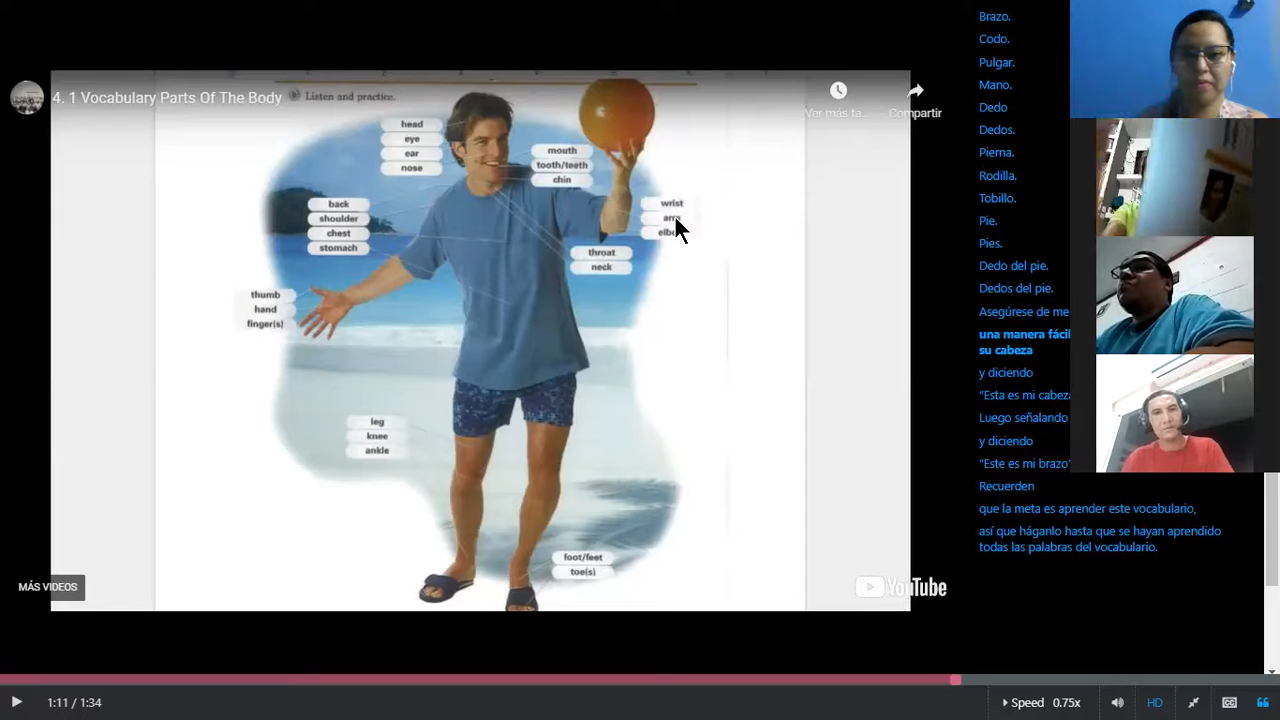 4. 1 Vocabulary Parts Of The Body
Listen and practice.
Ver más ta...
Compartir
head
eye
ear
nose
mouth
tooth/teeth
chin
back
shoulder
chest
stomach
wrist
throat
neck
thumb
hand
finger(s)
leg
knee
ankle
foot/feet
toe(s)
MÁS VIDEOS
YouTube
Brazo.
Codo.
Pulgar.
Mano.
Dedo
Dedos.
Pierna.
Rodilla.
Tobillo.
Pie.
Pies.
Dedo del pie.
Dedos del pie.
Asegúrese de me
una manera fácil
su cabeza
y diciendo
"Esta es mi cabeza
Luego señalando
y diciendo
"Este es mi brazo"
Recuerden
que la meta es aprender este vocabulario,
así que háganlo hasta que se hayan aprendido
todas las palabras del vocabulario.
1:11 / 1:34
Speed 0.75x
HD
CC